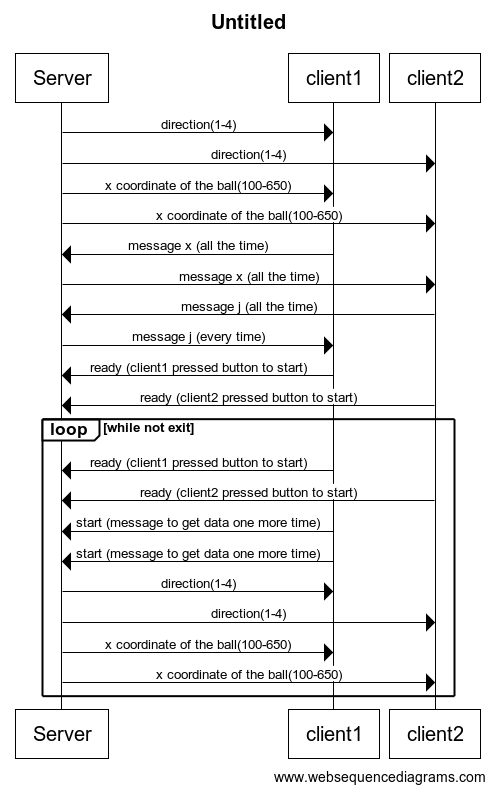 Untitled
Server client1 client2
direction(1-4)
direction(1-4)
x coordinate of the ball(100-650)
x coordinate of the ball(100-650)
message x (all the time)
message x (all the time)
message j (all the time)
message j (every time)
ready (client1 pressed button to start)
ready (client2 pressed button to start)
loop [while not exit]
ready (client1 pressed button to start)
ready (client2 pressed button to start)
start (message to get data one more time)
start (message to get data one more time)
direction(1-4)
direction(1-4)
x coordinate of the ball(100-650)
x coordinate of the ball(100-650)
Server client1 client2
www.websequencediagrams.com